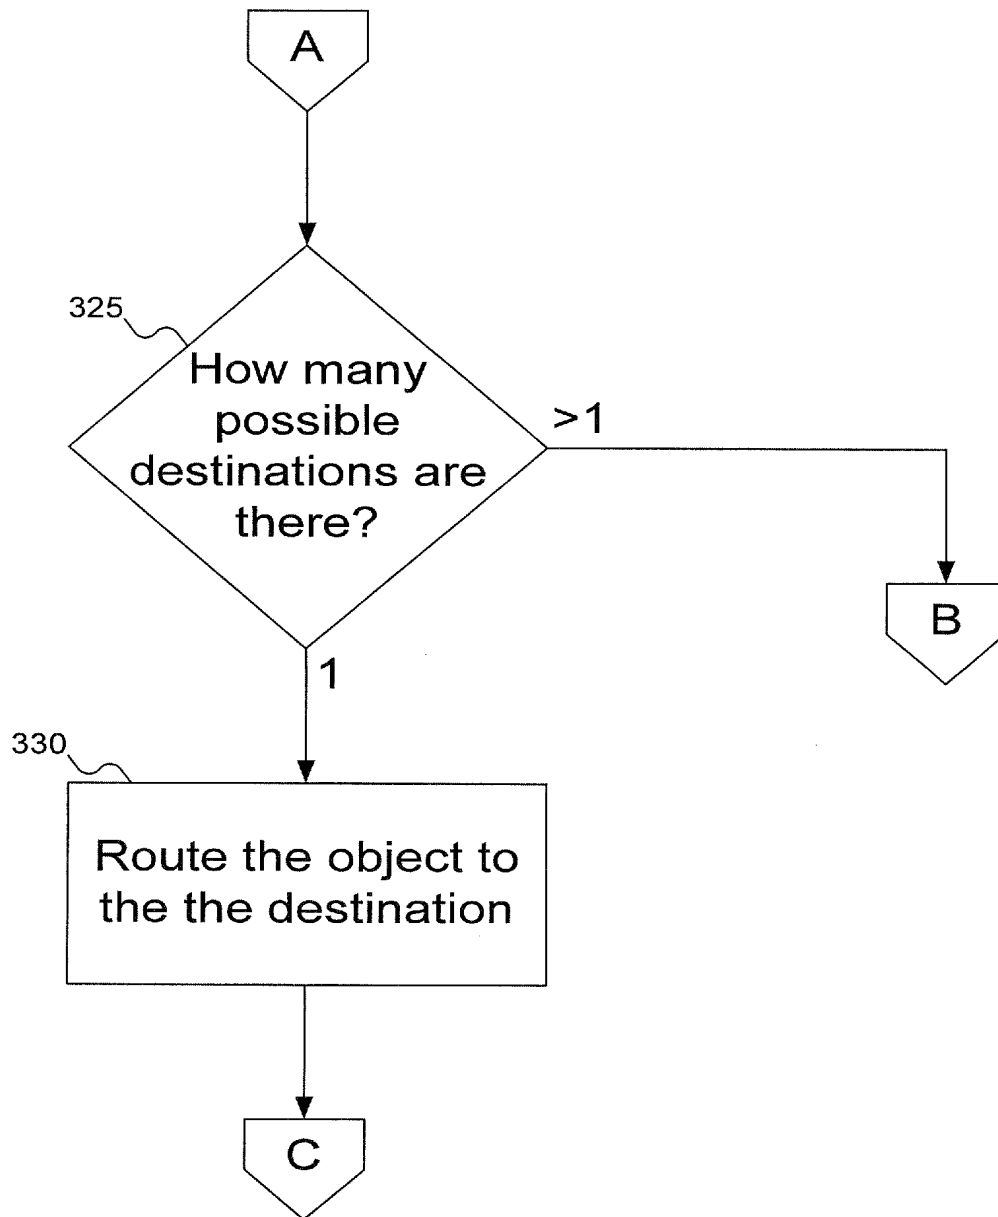 A
325
How many
possible
destinations are
there?
>1
B
1
330
Route the object to
the the destination
C